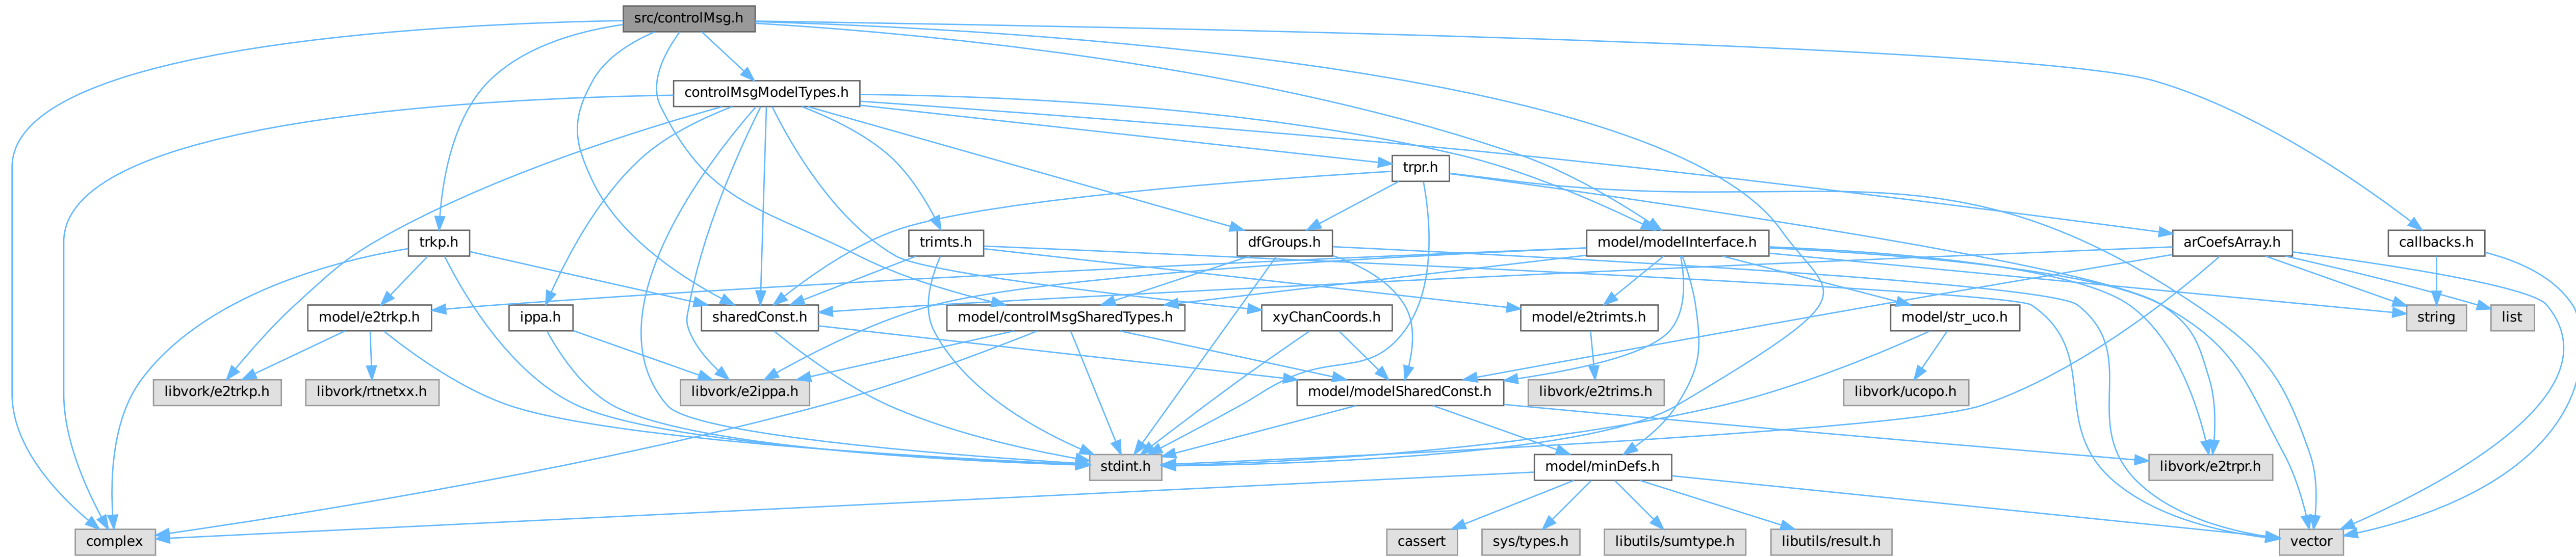 src/controlMsg.h
controlMsgModelTypes.h
trpr.h
trkp.h
trimts.h
dfGroups.h
model/modelInterface.h
arCoefsArray.h
callbacks.h
model/e2trkp.h
ippa.h
sharedConst.h
model/controlMsgSharedTypes.h
xyChanCoords.h
model/e2trimts.h
model/str_uco.h
string
list
libvork/e2trkp.h
libvork/rtnetxx.h
libvork/e2ippa.h
model/modelSharedConst.h
libvork/e2trims.h
libvork/ucopo.h
stdint.h
model/minDefs.h
libvork/e2trpr.h
complex
cassert
sys/types.h
libutils/sumtype.h
libutils/result.h
vector